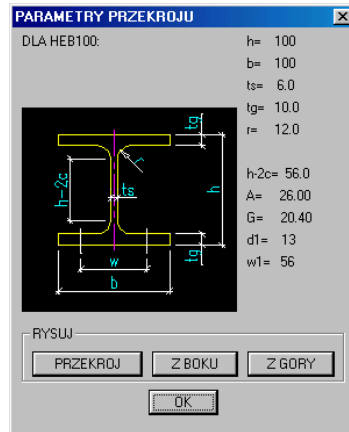 PARAMETRY PRZEKROJU
DLA HEB100:
h= 100
b= 100
ts= 6.0
tg= 10.0
r= 12.0
h-2c= 56.0
A= 26.00
G= 20.40
d1= 13
w1= 56
tg
r
h-2c
ts
h
w
tg
b
RYSUJ
PRZEKROJ
Z BOKU
Z GORY
OK